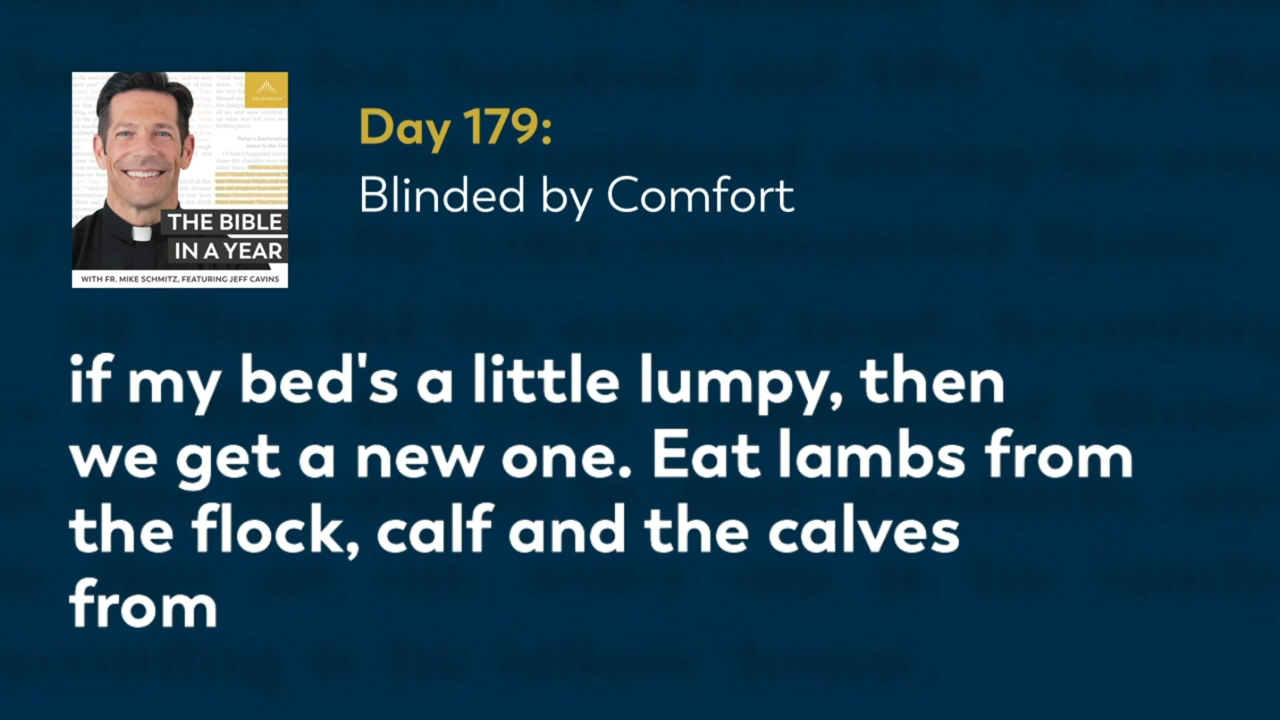 ASCENSION
THE BIBLE
IN A YEAR
WITH FR. MIKE SCHMITZ, FEATURING JEFF CAVINS
Day 179:
Blinded by Comfort
if my bed's a little lumpy, then
we get a new one. Eat lambs from
the flock, calf and the calves
from